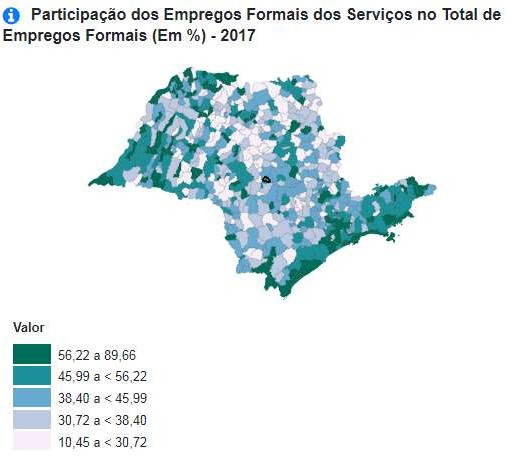 Participação dos Empregos Formais dos Serviços no Total de
Empregos Formais (Em %) - 2017
Valor
56,22 a 89,66
45,99 a < 56,22
38,40 a < 45,99
30,72 a < 38,40
10,45 a < 30,72